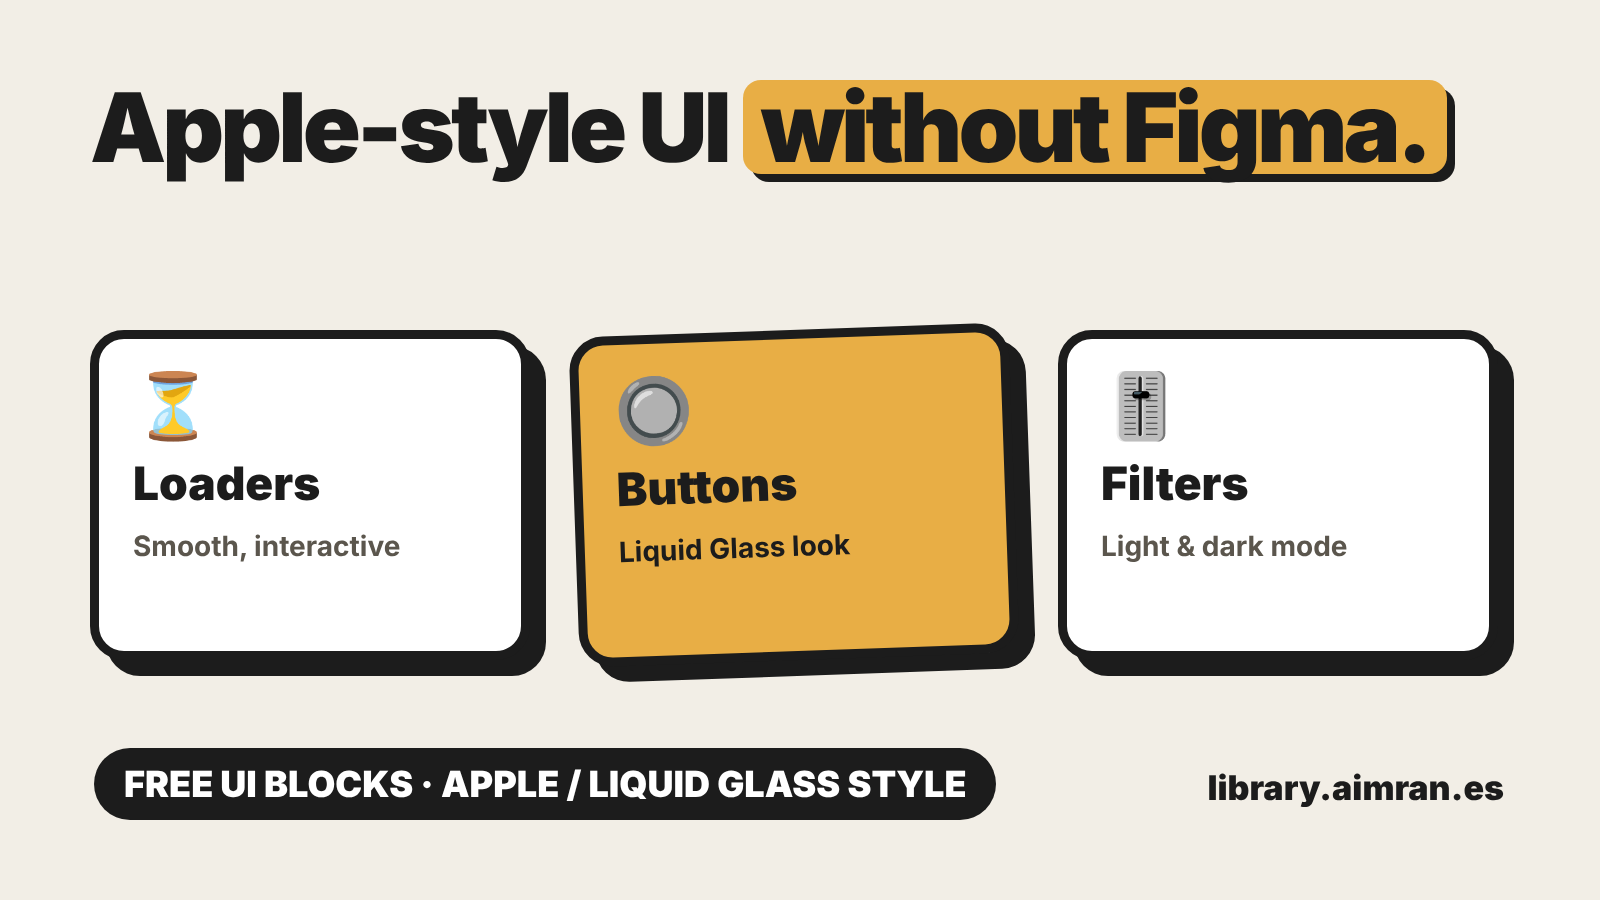 Apple-style UI without Figma.
Loaders
Smooth, interactive
Buttons
Liquid Glass look
Filters
Light & dark mode
FREE UI BLOCKS · APPLE / LIQUID GLASS STYLE
library.aimran.es